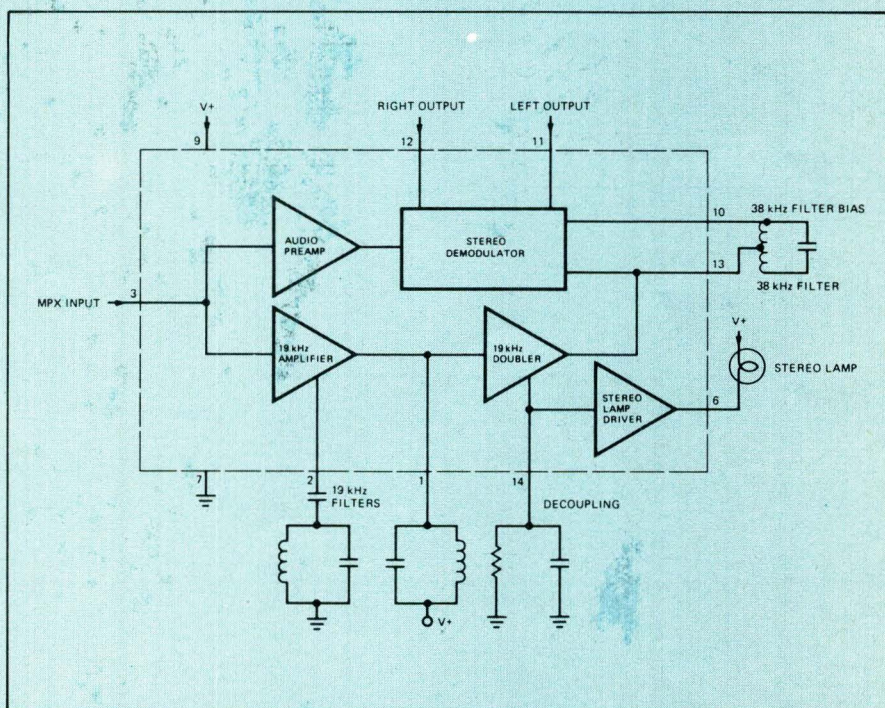 V+
RIGHT OUTPUT
LEFT OUTPUT
9
12
11
AUDIO
PREAMP
STEREO
DEMODULATOR
10
38 kHz FILTER BIAS
13
38 kHz FILTER
MPX INPUT
3
19 kHz
AMPLIFIER
19 kHz
DOUBLER
V+
STEREO LAMP
STEREO
LAMP
DRIVER
6
7
2
19 kHz
FILTERS
1
14
DECOUPLING
V+